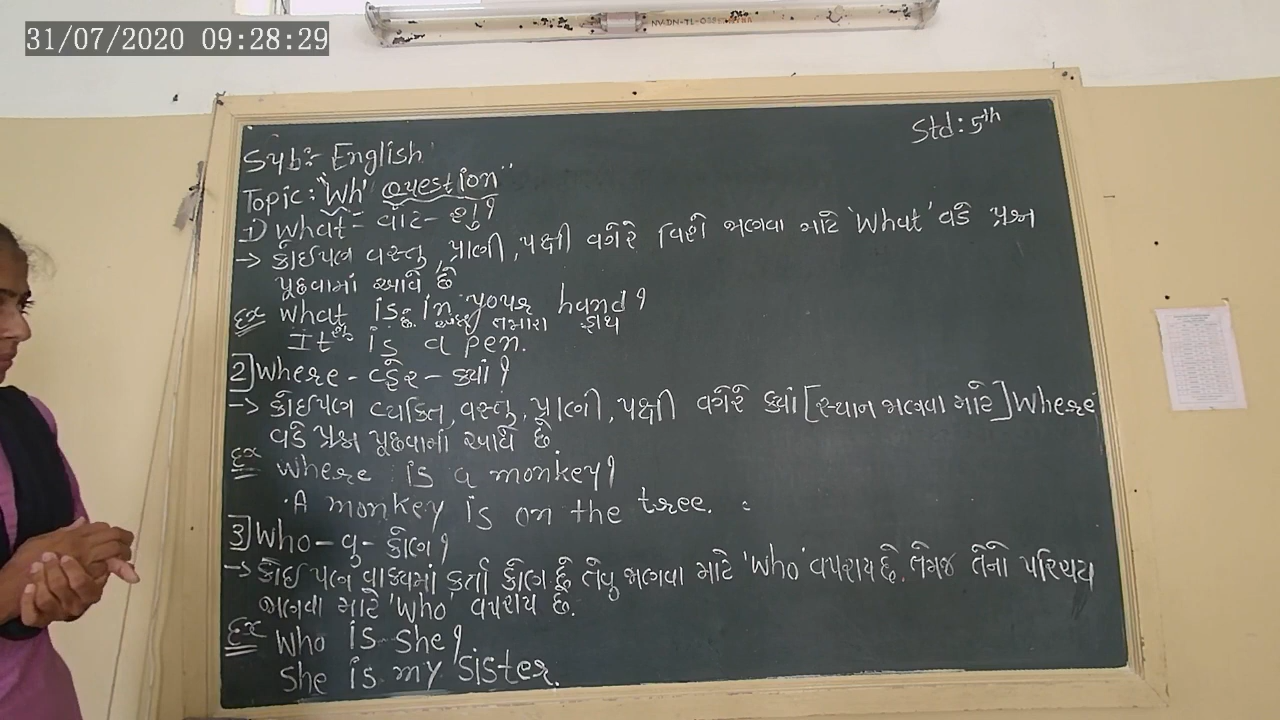 31/07/2020 09:28:29
Std: 5th
Sub:- English
Topic: "Wh' Question"
1) What - વોટ - શું?
→ કોઈપણ વસ્તુ, પ્રાણી, પક્ષી વગેરે વિશે જાણવા માટે 'What' વડે પ્રશ્ન
પૂછવામાં આવે છે
Ex What is in your hand?
છે અંદર તમારા હાથ
It is a pen.
2] Where - વ્હેર - ક્યાં?
→ કોઈપણ વ્યક્તિ, વસ્તુ, પ્રાણી, પક્ષી વગેરે ક્યાં [સ્થાન જાણવા માટે] Where
વડે પ્રશ્ન પૂછવામાં આવે છે
Ex Where is a monkey?
A monkey is on the tree.
3] Who - હુ - કોણ?
→ કોઈ પણ વાક્યમાં કર્તા કોણ છે તેવુ જાણવા માટે 'Who' વપરાય છે. તેમજ તેનો પરિચય
જાણવા માટે 'Who' વપરાય છે.
Ex Who is she?
She is my sister.